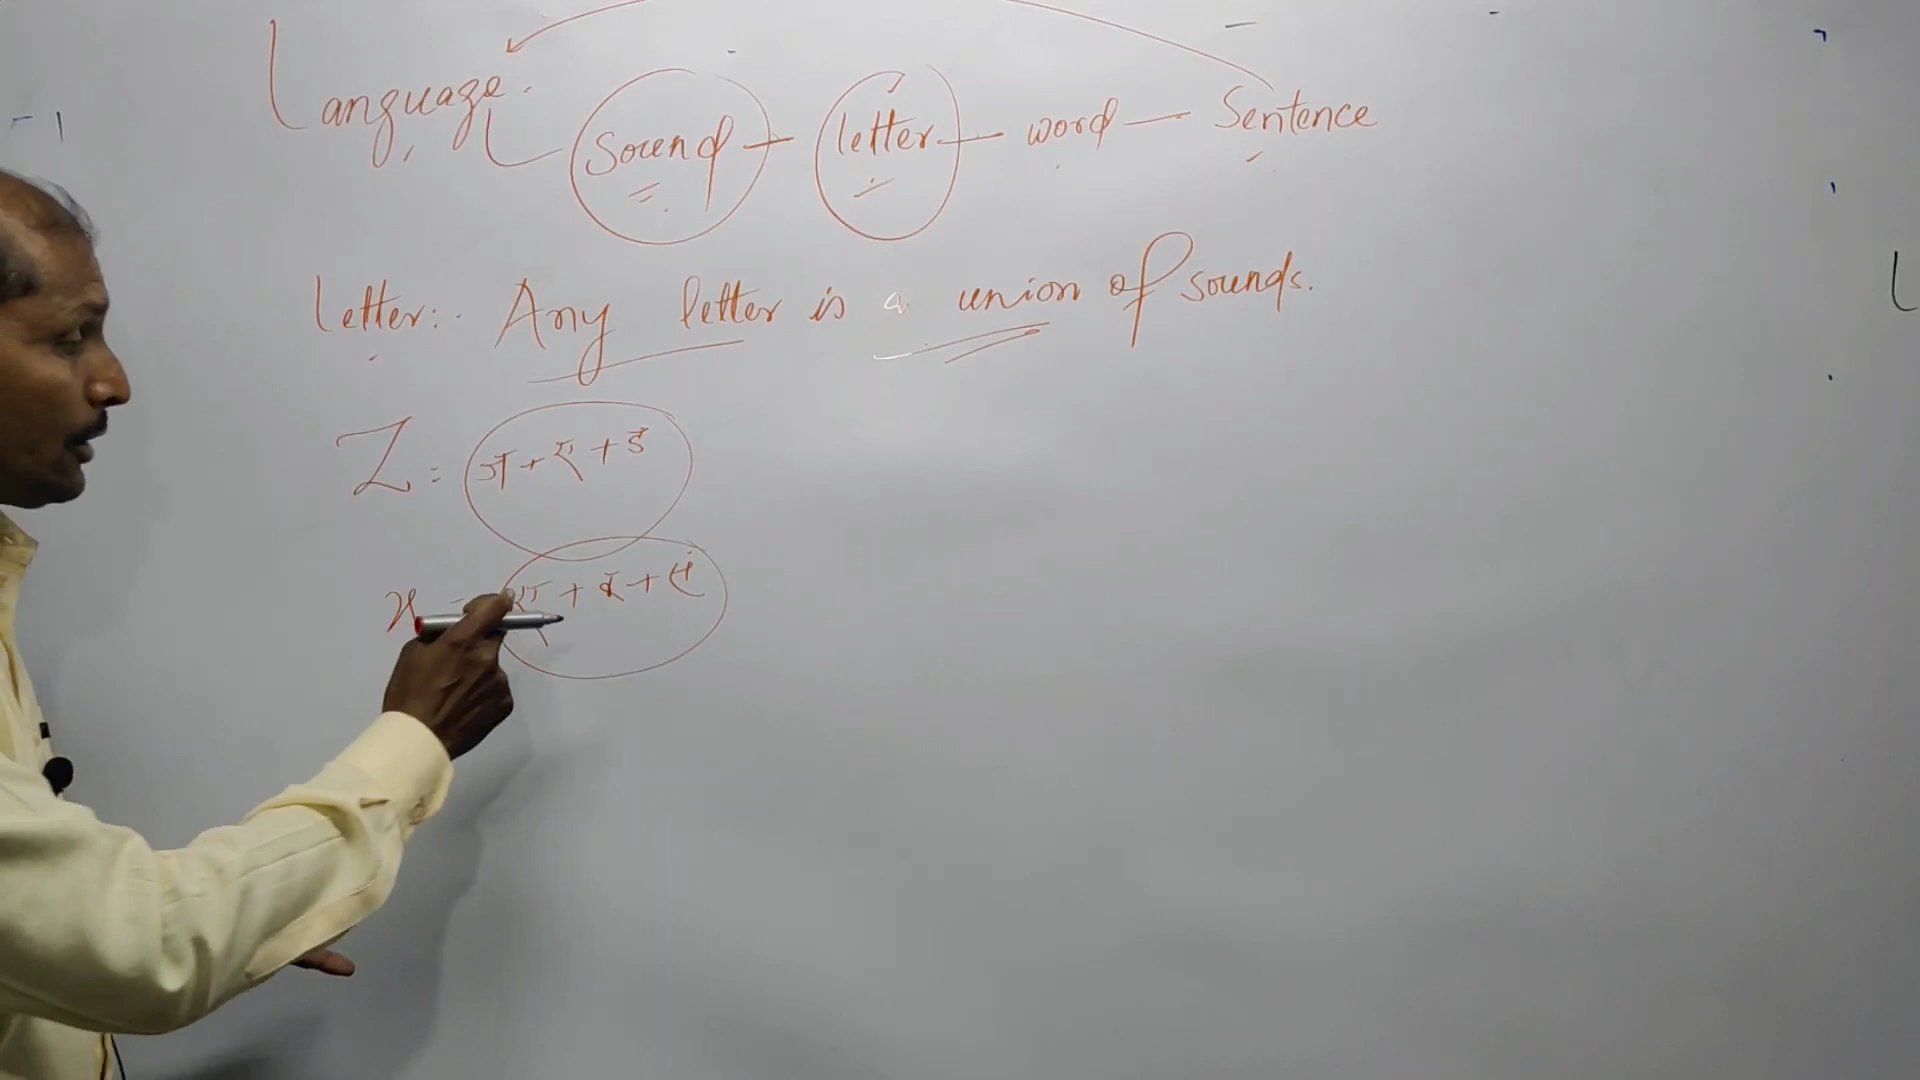 Language.
Sound - letter - word - Sentence
Letter:- Any letter is a union of sounds.
Z = ज़ + ए + ड
x =